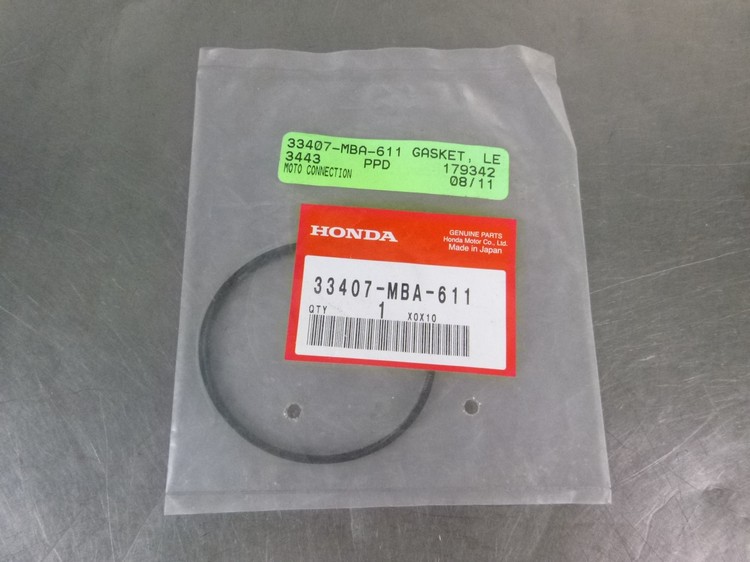 33407-MBA-611 GASKET, LE
3443 PPD 179342
MOTO CONNECTION 08/11
HONDA
GENUINE PARTS
Honda Motor Co., Ltd.
Made in Japan
33407-MBA-611
QTY 1 X0X10